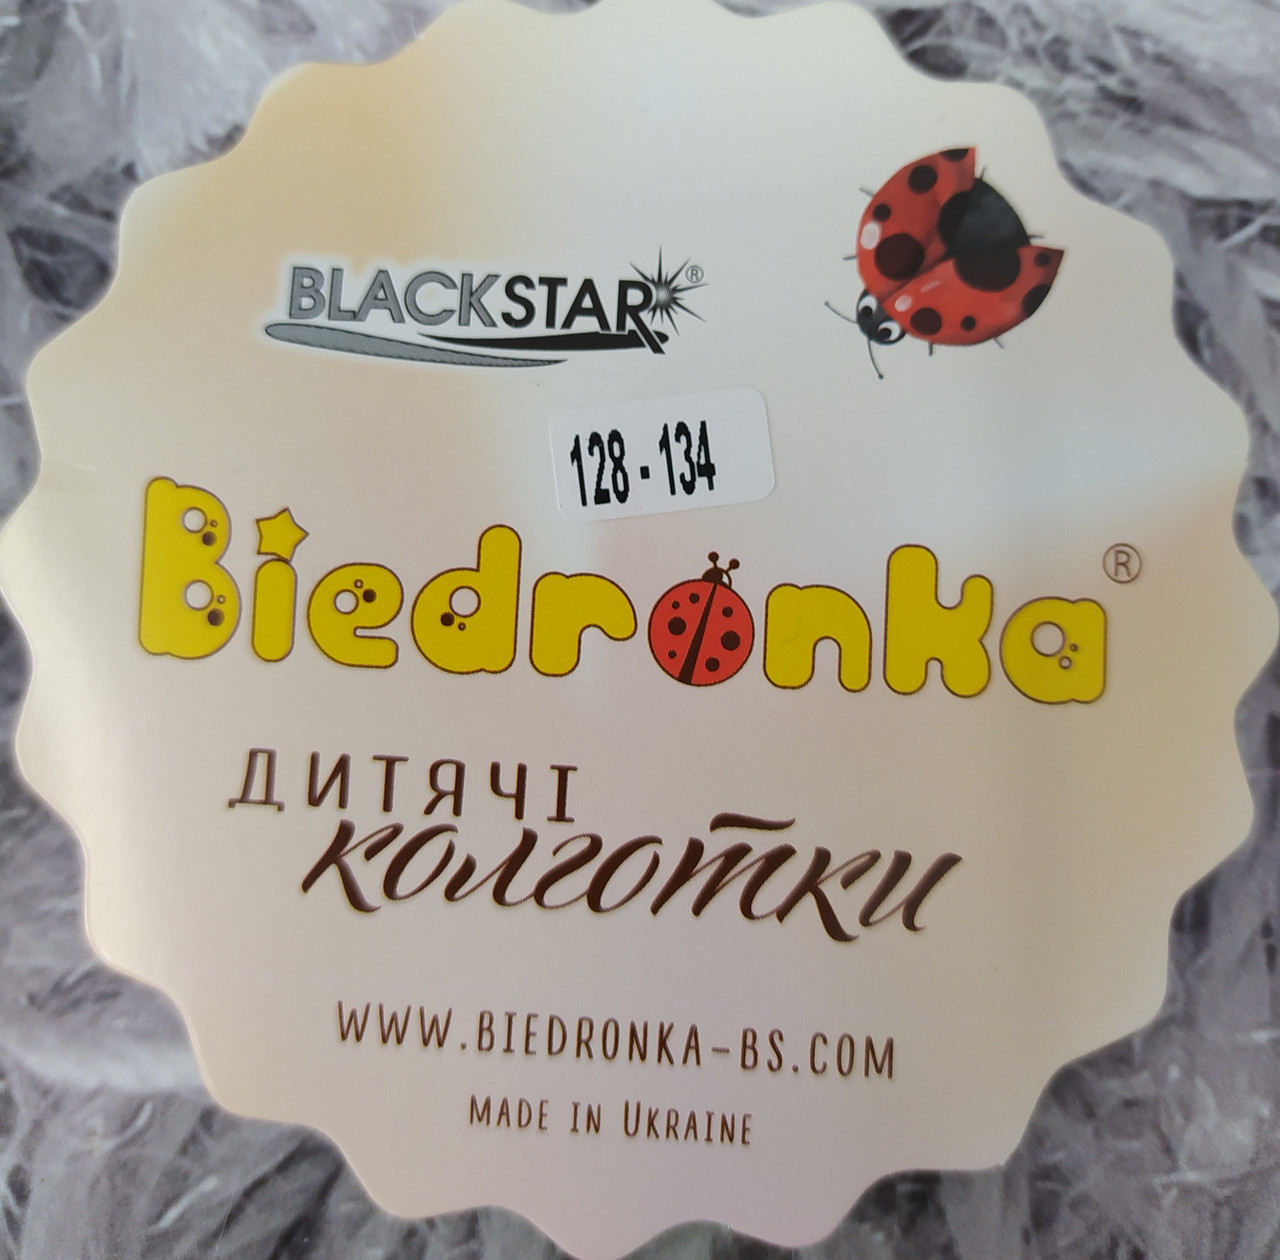 BLACKSTAR®
128 - 134
Biedronka®
ДИТЯЧІ
колготки
WWW.BIEDRONKA-BS.COM
MADE IN UKRAINE